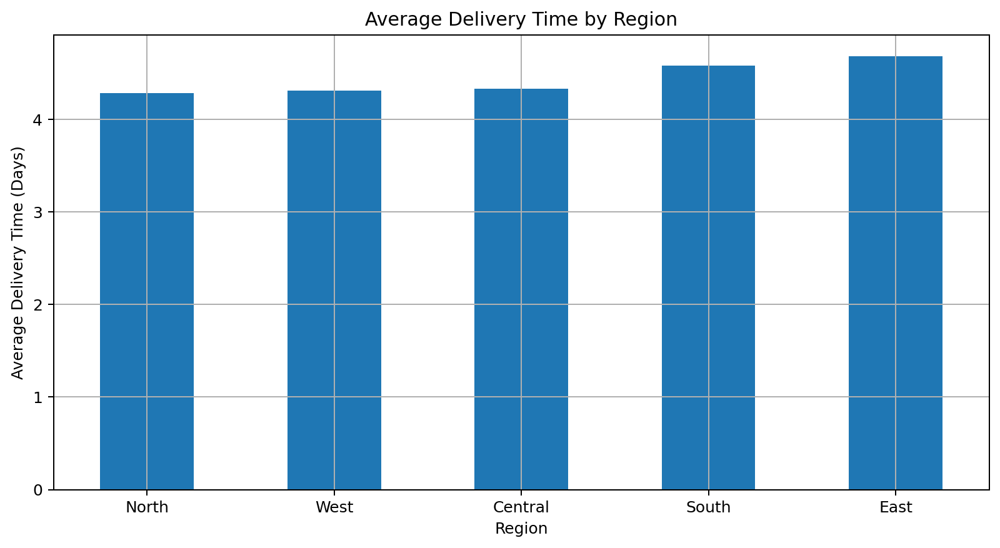 Average Delivery Time by Region
Average Delivery Time (Days)
4
3
2
1
0
North West Central South East
Region